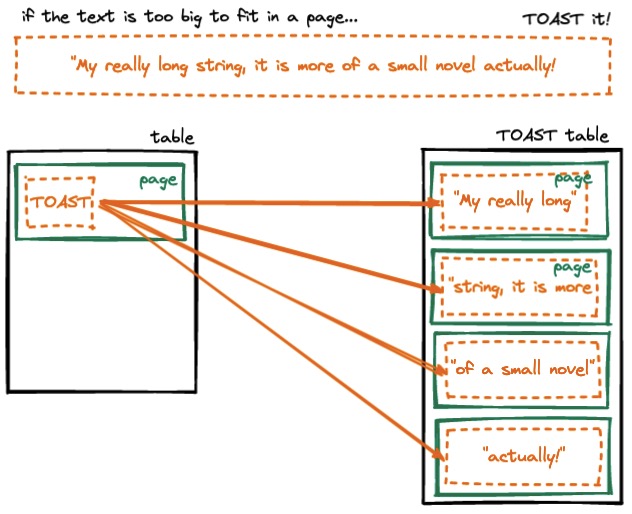 if the text is too big to fit in a page...
TOAST it!
"My really long string, it is more of a small novel actually!
table
TOAST table
page
TOAST
page
"My really long"
page
"string, it is more
"of a small novel"
"actually!"